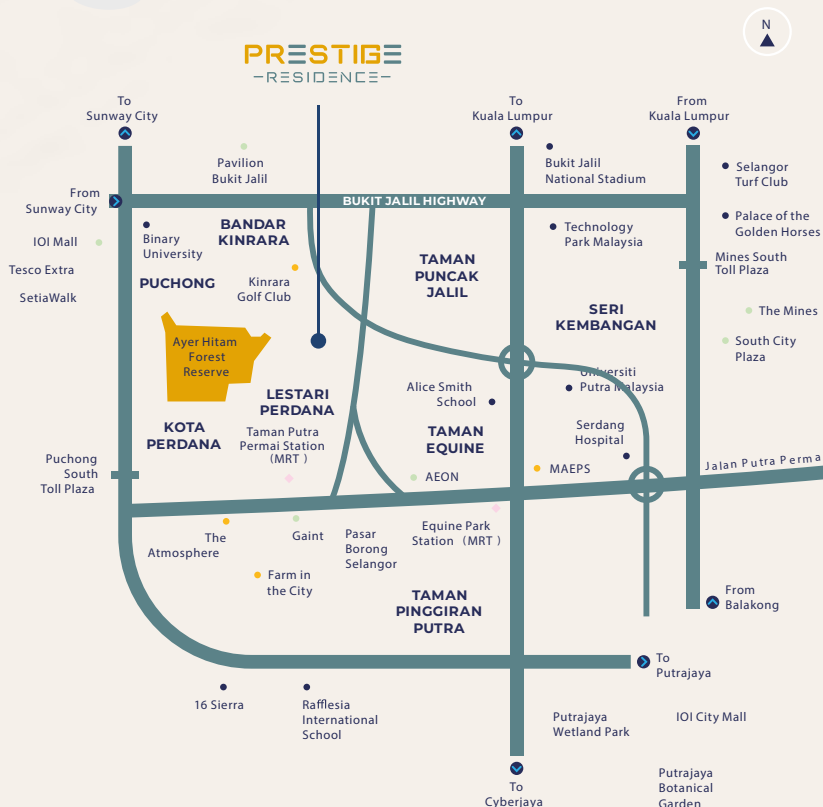 N
PRESTIGE
RESIDENCE
To
Sunway City
To
Kuala Lumpur
From
Kuala Lumpur
Pavilion
Bukit Jalil
Bukit Jalil
National Stadium
Selangor
Turf Club
From
Sunway City
BUKIT JALIL HIGHWAY
Palace of the
Golden Horses
IOI Mall
Binary
University
BANDAR
KINRARA
Technology
Park Malaysia
Tesco Extra
SetiaWalk
PUCHONG
Kinrara
Golf Club
TAMAN
PUNCAK
JALIL
Mines South
Toll Plaza
SERI
KEMBANGAN
The Mines
South City
Plaza
Ayer Hitam
Forest
Reserve
Universiti
Putra Malaysia
Alice Smith
School
LESTARI
PERDANA
KOTA
PERDANA
Taman Putra
Permai Station
(MRT )
TAMAN
EQUINE
Serdang
Hospital
Puchong
South
Toll Plaza
AEON
MAEPS
Jalan Putra Perma
The
Atmosphere
Gaint
Pasar
Borong
Selangor
Equine Park
Station (MRT )
Farm in
the City
TAMAN
PINGGIRAN
PUTRA
From
Balakong
To
Putrajaya
16 Sierra
Rafflesia
International
School
Putrajaya
Wetland Park
IOI City Mall
To
Cyberjaya
Putrajaya
Botanical
Garden